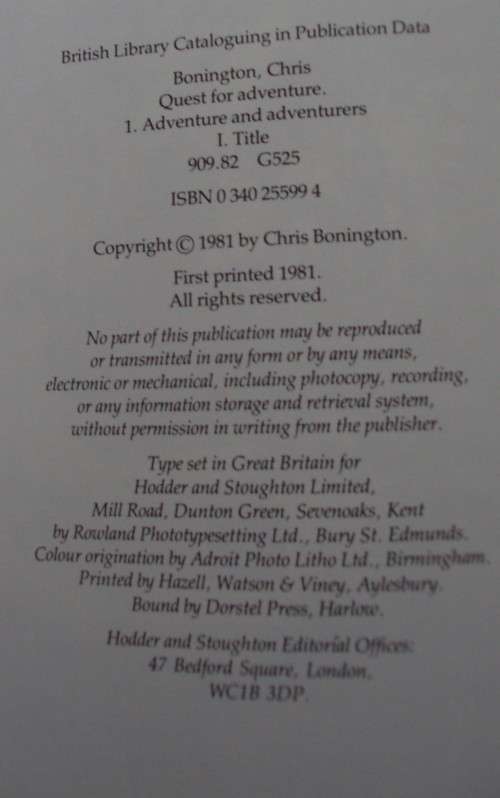 British Library Cataloguing in Publication Data
Bonington, Chris
Quest for adventure.
1. Adventure and adventurers
I. Title
909.82 G525
ISBN 0 340 25599 4
Copyright © 1981 by Chris Bonington.
First printed 1981.
All rights reserved.
No part of this publication may be reproduced
or transmitted in any form or by any means,
electronic or mechanical, including photocopy, recording,
or any information storage and retrieval system,
without permission in writing from the publisher.
Type set in Great Britain for
Hodder and Stoughton Limited,
Mill Road, Dunton Green, Sevenoaks, Kent
by Rowland Phototypesetting Ltd., Bury St. Edmunds.
Colour origination by Adroit Photo Litho Ltd., Birmingham.
Printed by Hazell, Watson & Viney, Aylesbury.
Bound by Dorstel Press, Harlow.
Hodder and Stoughton Editorial Offices:
47 Bedford Square, London,
WC1B 3DP.